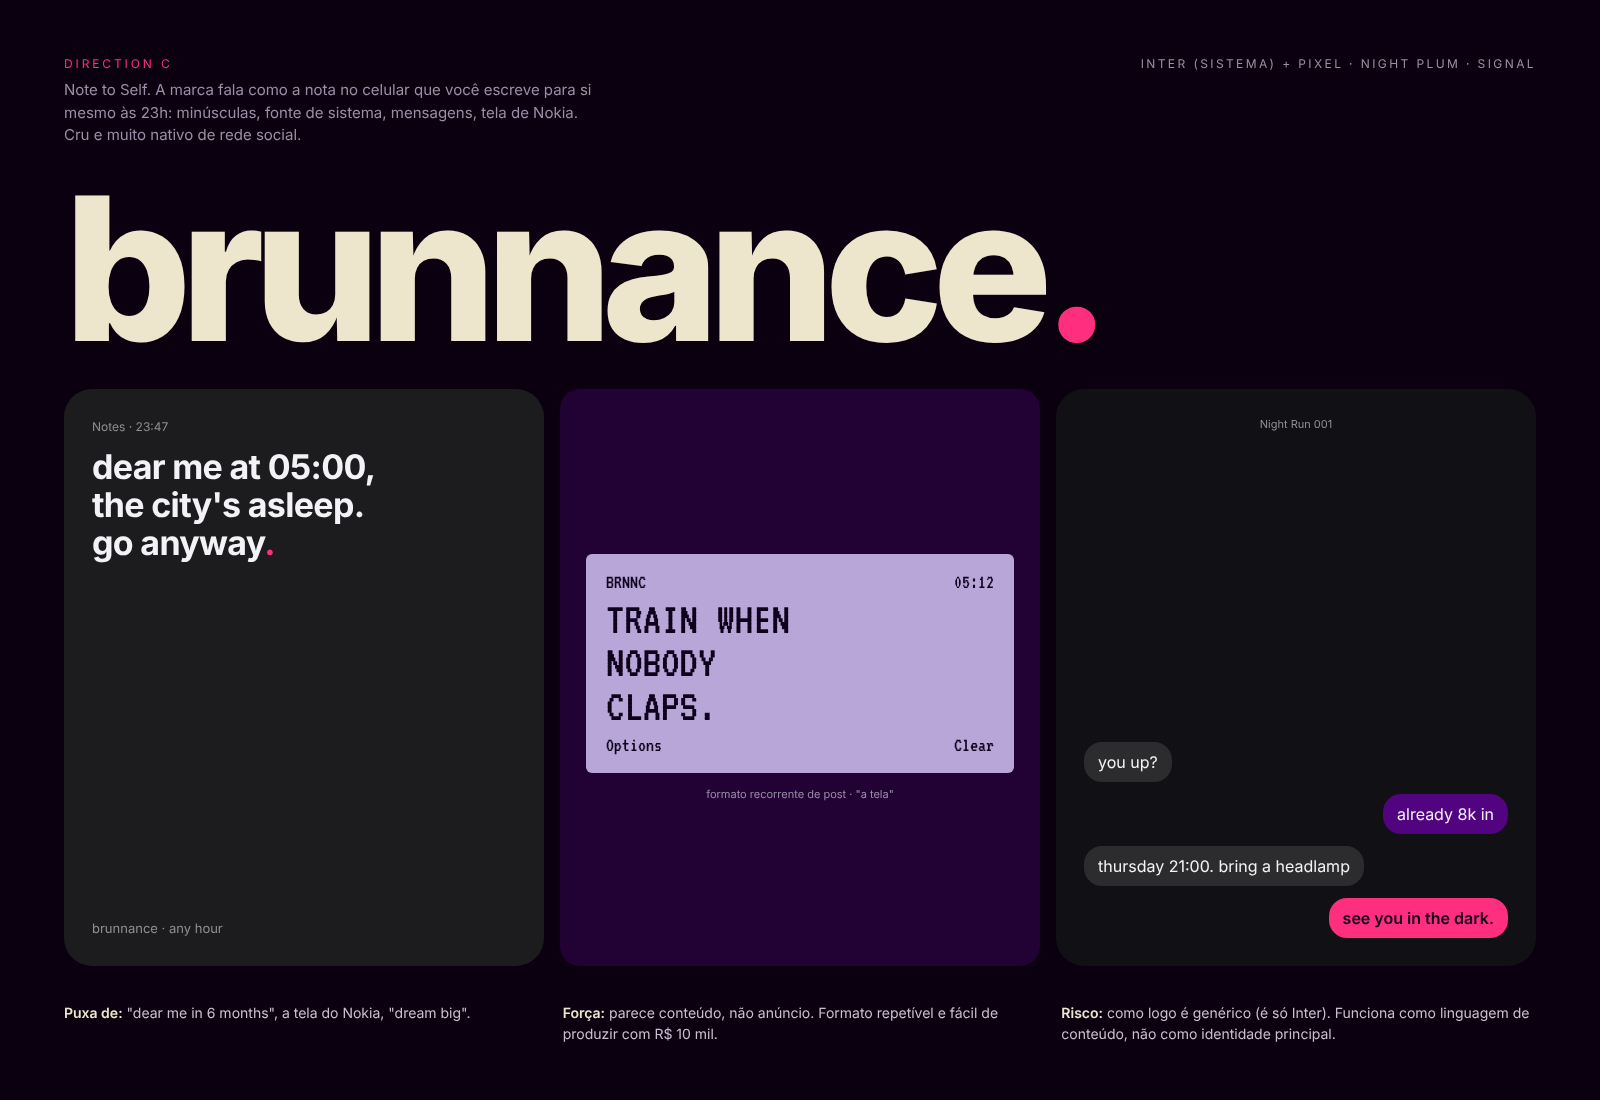 DIRECTION C
INTER (SISTEMA) + PIXEL · NIGHT PLUM · SIGNAL
Note to Self. A marca fala como a nota no celular que você escreve para si
mesmo às 23h: minúsculas, fonte de sistema, mensagens, tela de Nokia.
Cru e muito nativo de rede social.
brunnance.
Notes · 23:47
dear me at 05:00,
the city's asleep.
go anyway.
brunnance · any hour
BRNNC
05:12
TRAIN WHEN
NOBODY
CLAPS.
Options
Clear
formato recorrente de post · "a tela"
Night Run 001
you up?
already 8k in
thursday 21:00. bring a headlamp
see you in the dark.
Puxa de: "dear me in 6 months", a tela do Nokia, "dream big".
Força: parece conteúdo, não anúncio. Formato repetível e fácil de
produzir com R$ 10 mil.
Risco: como logo é genérico (é só Inter). Funciona como linguagem de
conteúdo, não como identidade principal.